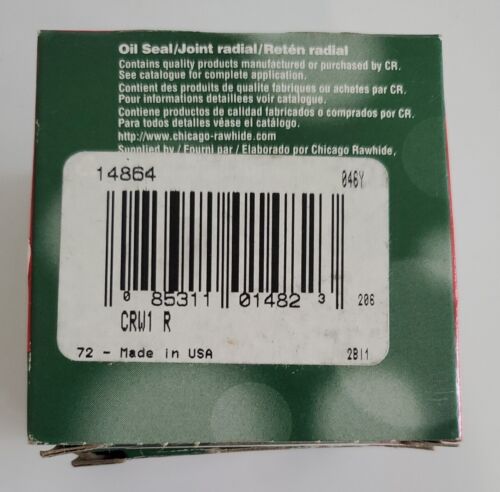 Oil Seal/Joint radial/Retén radial
Contains quality products manufactured or purchased by CR.
See catalogue for complete application.
Contient des produits de qualite fabriques ou achetes par CR.
Pour informations detaillees voir catalogue.
Contiene productos de calidad fabricados o comprados por CR.
Para todos detalles véase el catálogo.
http://www.chicago-rawhide.com
Supplied by / Fourni par / Elaborado por Chicago Rawhide,
14864 046Y
0 85311 01482 3 206
CRW1 R
72 - Made in USA 2B11